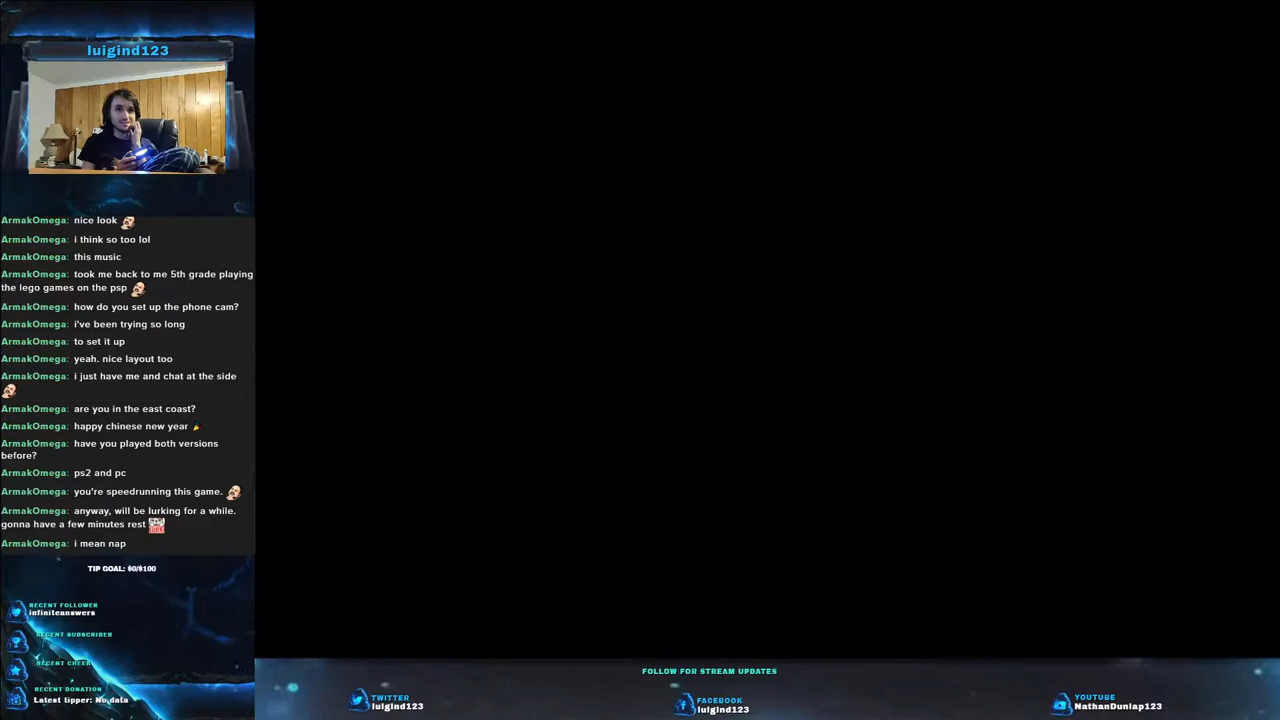 luigind123
ArmakOmega: nice look
ArmakOmega: i think so too lol
ArmakOmega: this music
ArmakOmega: took me back to me 5th grade playing
the lego games on the psp
ArmakOmega: how do you set up the phone cam?
ArmakOmega: i've been trying so long
ArmakOmega: to set it up
ArmakOmega: yeah. nice layout too
ArmakOmega: i just have me and chat at the side
ArmakOmega: are you in the east coast?
ArmakOmega: happy chinese new year
ArmakOmega: have you played both versions
before?
ArmakOmega: ps2 and pc
ArmakOmega: you're speedrunning this game.
ArmakOmega: anyway, will be lurking for a while.
gonna have a few minutes rest
ArmakOmega: i mean nap
TIP GOAL: $0/$100
RECENT FOLLOWER
infiniteanswers
RECENT SUBSCRIBER
RECENT CHEER
RECENT DONATION
Latest tipper: No data
FOLLOW FOR STREAM UPDATES
TWITTER
luigind123
FACEBOOK
luigind123
YOUTUBE
NathanDunlap123